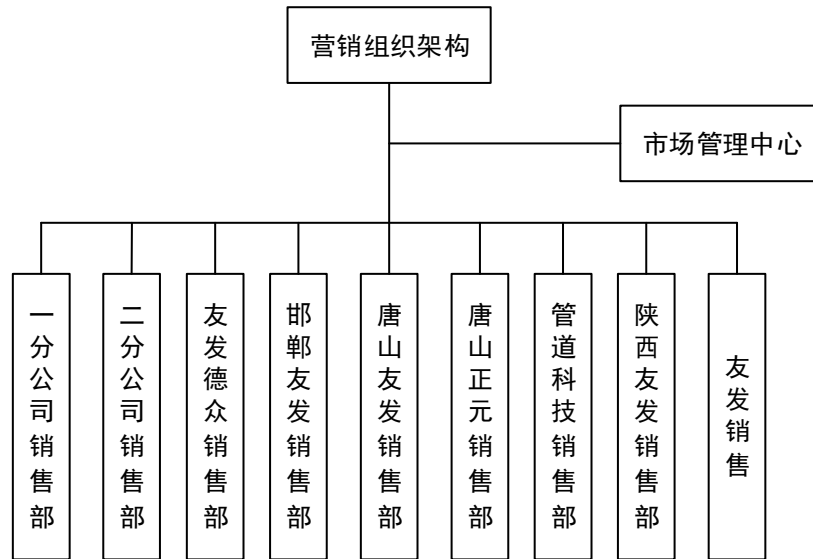 营销组织架构
市场管理中心
一分公司销售部
二分公司销售部
友发德众销售部
邯郸友发销售部
唐山友发销售部
唐山正元销售部
管道科技销售部
陕西友发销售部
友发销售